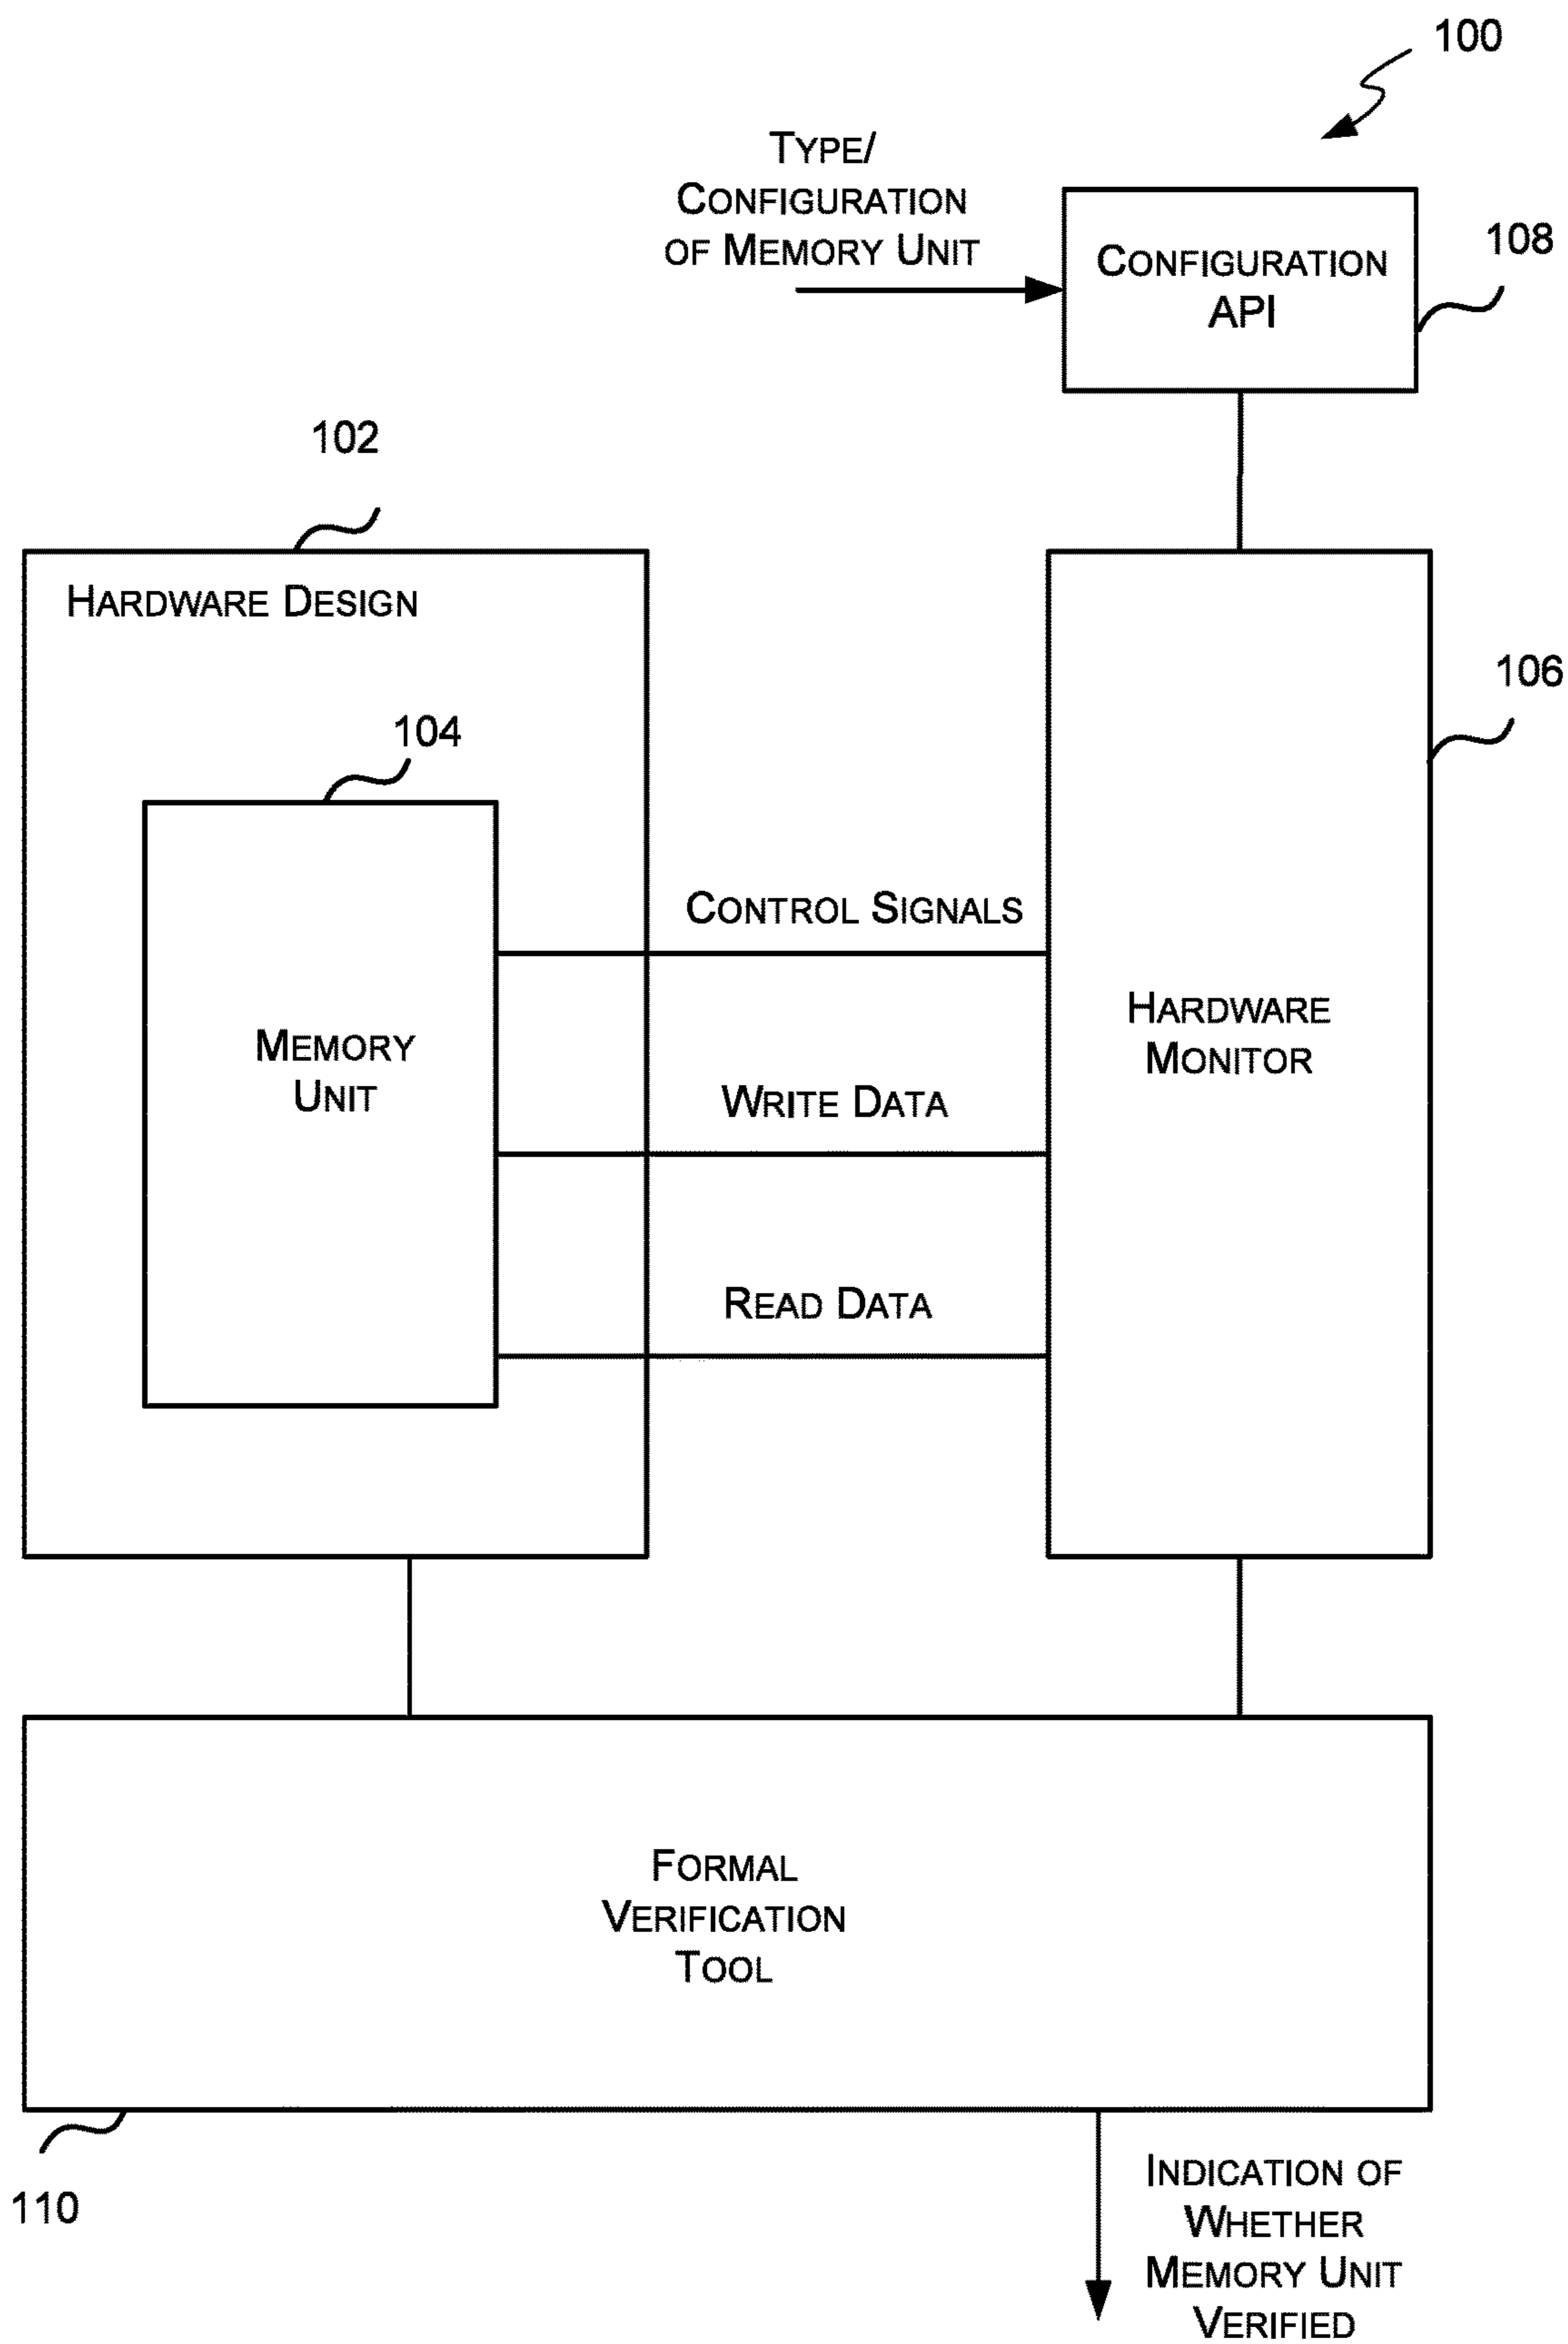 100
TYPE/
CONFIGURATION
OF MEMORY UNIT
CONFIGURATION
API
108
102
HARDWARE DESIGN
106
104
CONTROL SIGNALS
MEMORY
UNIT
HARDWARE
MONITOR
WRITE DATA
READ DATA
FORMAL
VERIFICATION
TOOL
110
INDICATION OF
WHETHER
MEMORY UNIT
VERIFIED